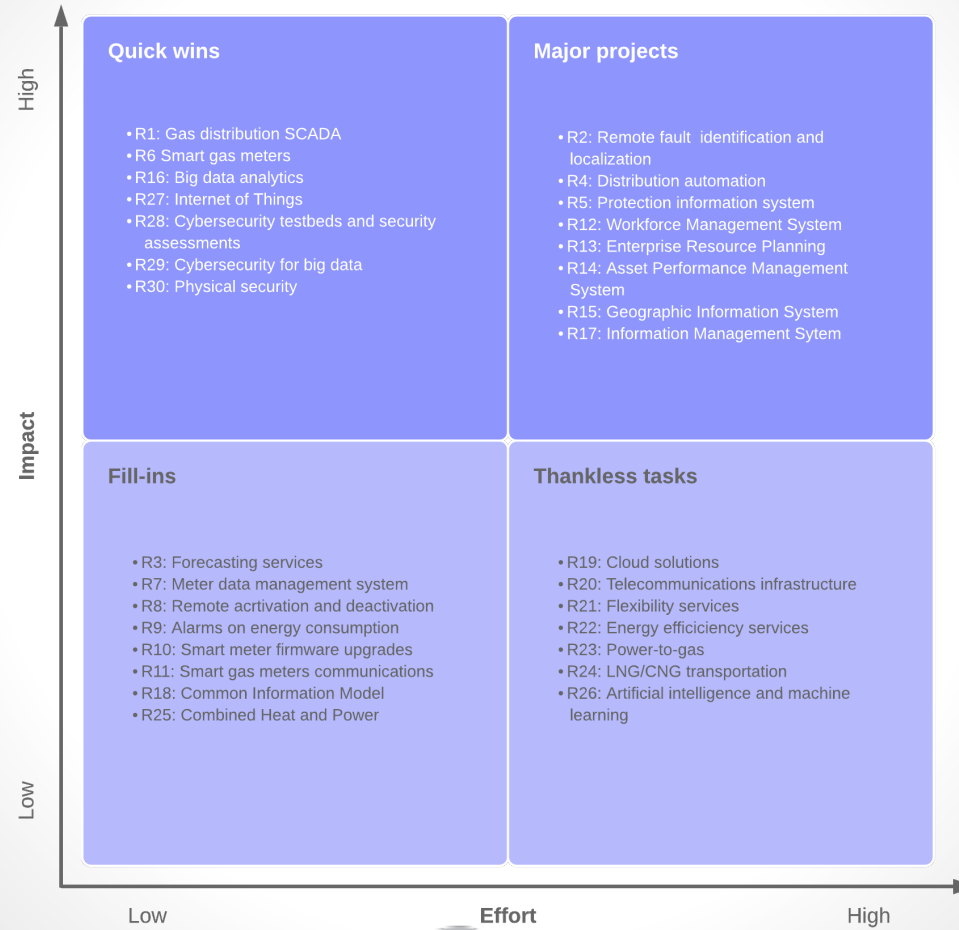 High
Impact
Low
Quick wins
• R1: Gas distribution SCADA
• R6 Smart gas meters
• R16: Big data analytics
• R27: Internet of Things
• R28: Cybersecurity testbeds and security
assessments
• R29: Cybersecurity for big data
• R30: Physical security
Major projects
• R2: Remote fault  identification and
localization
• R4: Distribution automation
• R5: Protection information system
• R12: Workforce Management System
• R13: Enterprise Resource Planning
• R14: Asset Performance Management
System
• R15: Geographic Information System
• R17: Information Management Sytem
Fill-ins
• R3: Forecasting services
• R7: Meter data management system
• R8: Remote acrtivation and deactivation
• R9: Alarms on energy consumption
• R10: Smart meter firmware upgrades
• R11: Smart gas meters communications
• R18: Common Information Model
• R25: Combined Heat and Power
Thankless tasks
• R19: Cloud solutions
• R20: Telecommunications infrastructure
• R21: Flexibility services
• R22: Energy efficiciency services
• R23: Power-to-gas
• R24: LNG/CNG transportation
• R26: Artificial intelligence and machine
learning
Low
Effort
High